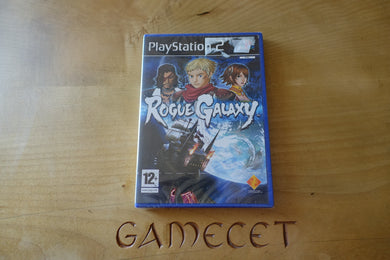 PlayStation 2
ROGUE GALAXY
12+
GAMECET